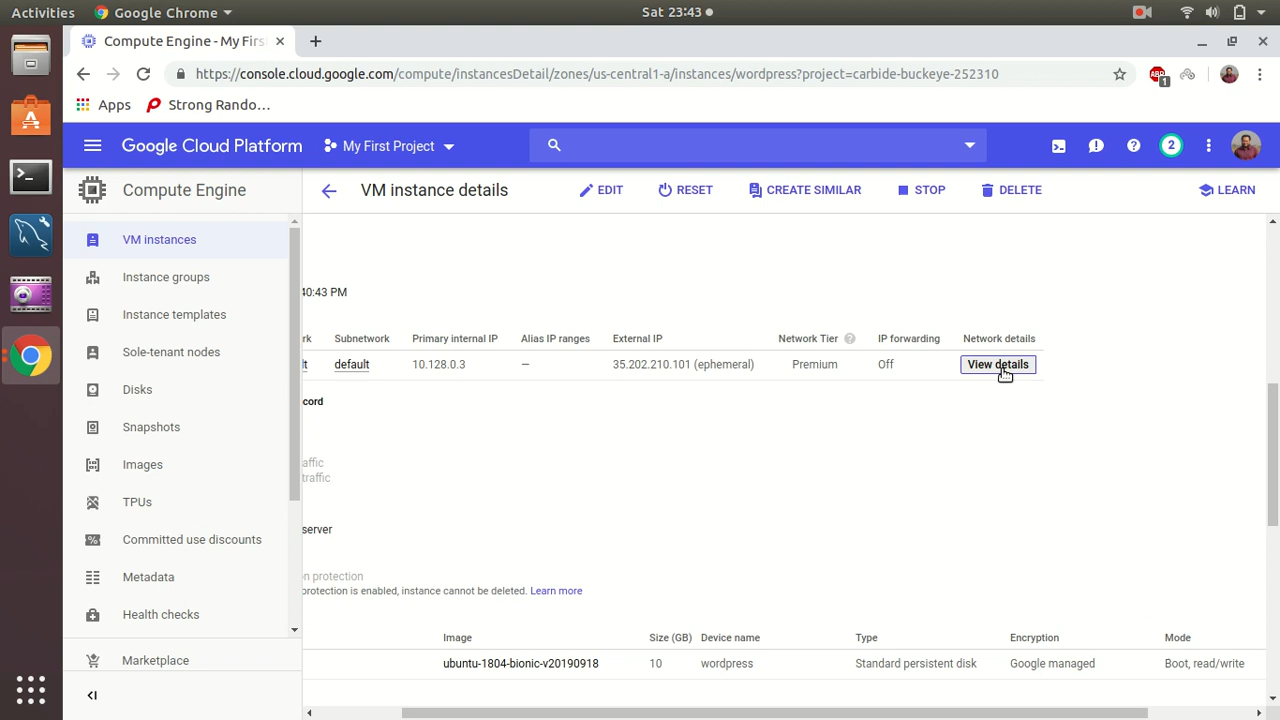 Activities
Google Chrome
Sat 23:43
Compute Engine - My Firs
https://console.cloud.google.com/compute/instancesDetail/zones/us-central1-a/instances/wordpress?project=carbide-buckeye-252310
ABP
1
Apps
Strong Rando…
Google Cloud Platform
My First Project
2
Compute Engine
VM instance details
EDIT
RESET
CREATE SIMILAR
STOP
DELETE
LEARN
VM instances
Instance groups
Instance templates
Sole-tenant nodes
Disks
Snapshots
Images
TPUs
Committed use discounts
Metadata
Health checks
Marketplace
40:43 PM
rk Subnetwork Primary internal IP Alias IP ranges External IP Network Tier IP forwarding Network details
lt default 10.128.0.3 — 35.202.210.101 (ephemeral) Premium Off View details
cord
affic
traffic
server
on protection
protection is enabled, instance cannot be deleted. Learn more
Image Size (GB) Device name Type Encryption Mode
ubuntu-1804-bionic-v20190918 10 wordpress Standard persistent disk Google managed Boot, read/write